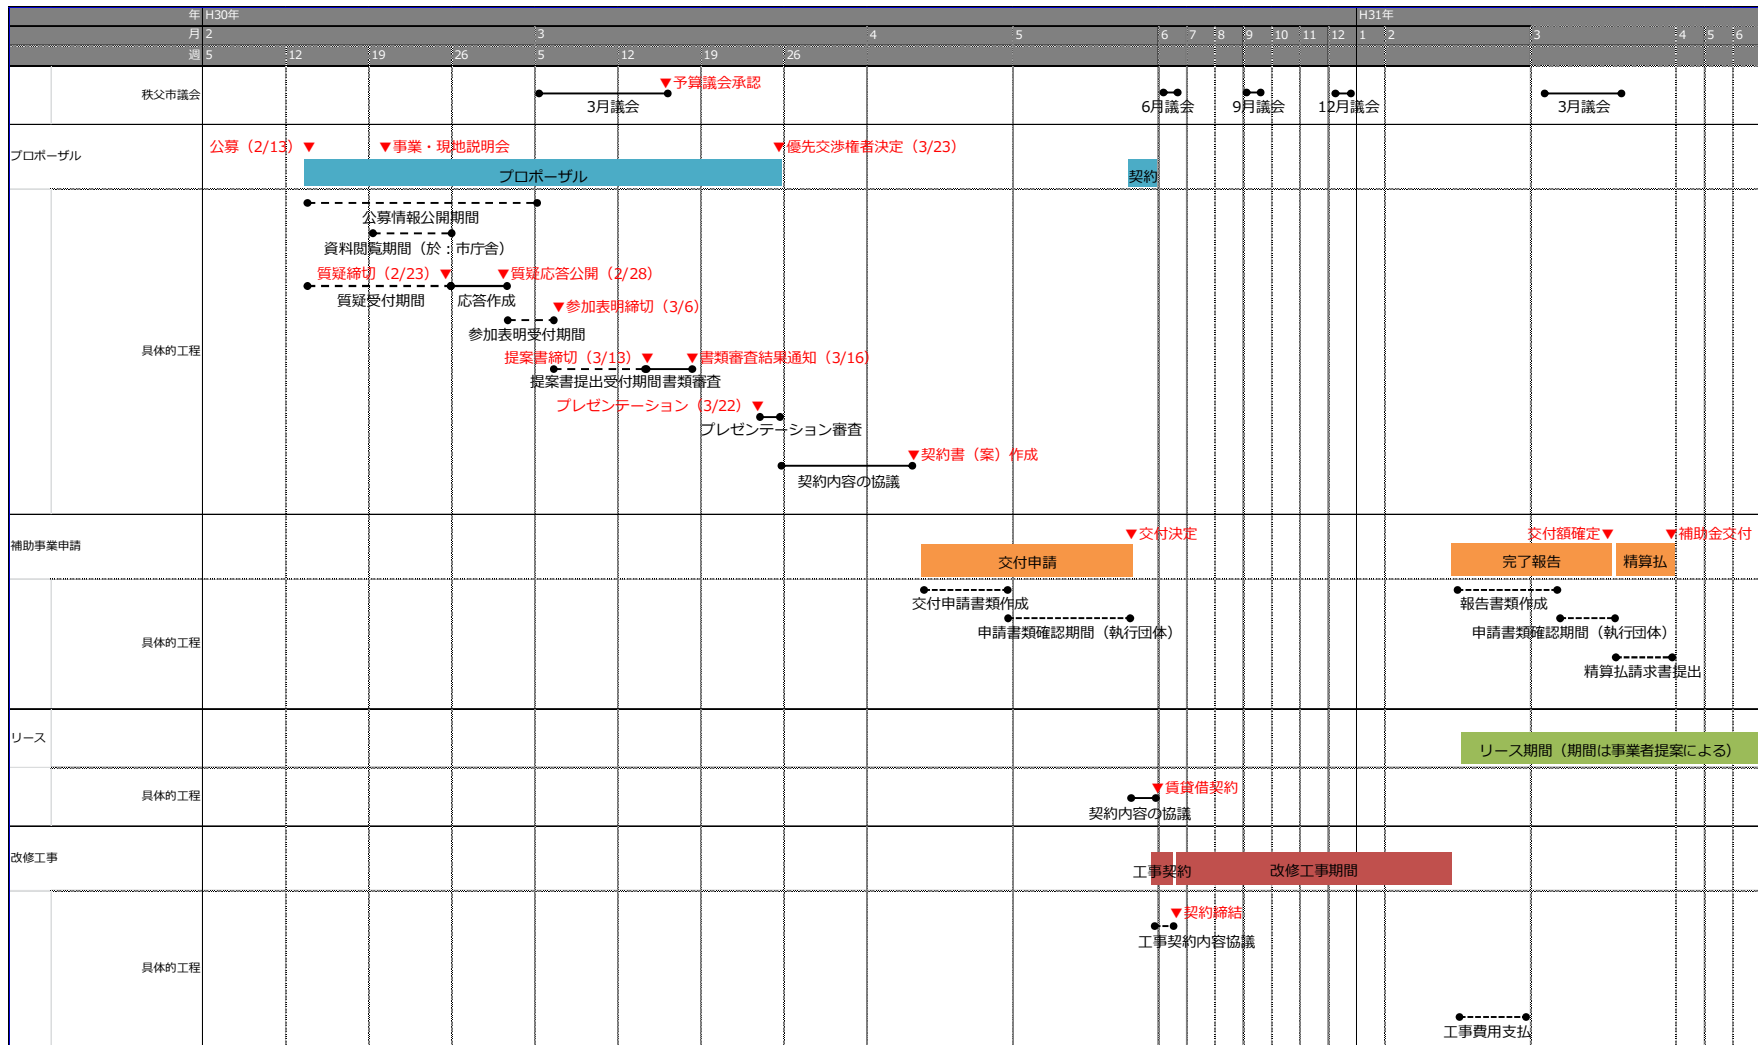 年 H30年 H31年
月 2 3 4 5 6 7 8 9 10 11 12 1 2 3 4 5 6
週 5 12 19 26 5 12 19 26
秩父市議会
▼予算議会承認
3月議会 6月議会 9月議会 12月議会 3月議会
プロポーザル
公募（2/13）▼ ▼事業・現地説明会 ▼優先交渉権者決定（3/23）
プロポーザル 契約
公募情報公開期間
資料閲覧期間（於：市庁舎）
質疑締切（2/23）▼ ▼質疑応答公開（2/28）
質疑受付期間 応答作成
▼参加表明締切（3/6）
参加表明受付期間
具体的工程
提案書締切（3/13）▼ ▼書類審査結果通知（3/16）
提案書提出受付期間 書類審査
プレゼンテーション（3/22）▼
プレゼンテーション審査
▼契約書（案）作成
契約内容の協議
補助事業申請
▼交付決定 交付額確定▼ ▼補助金交付
交付申請 完了報告 精算払
交付申請書類作成 報告書類作成
申請書類確認期間（執行団体） 申請書類確認期間（執行団体）
具体的工程
精算払請求書提出
リース
リース期間（期間は事業者提案による）
具体的工程
▼賃貸借契約
契約内容の協議
改修工事
工事契約 改修工事期間
▼契約締結
工事契約内容協議
具体的工程
工事費用支払